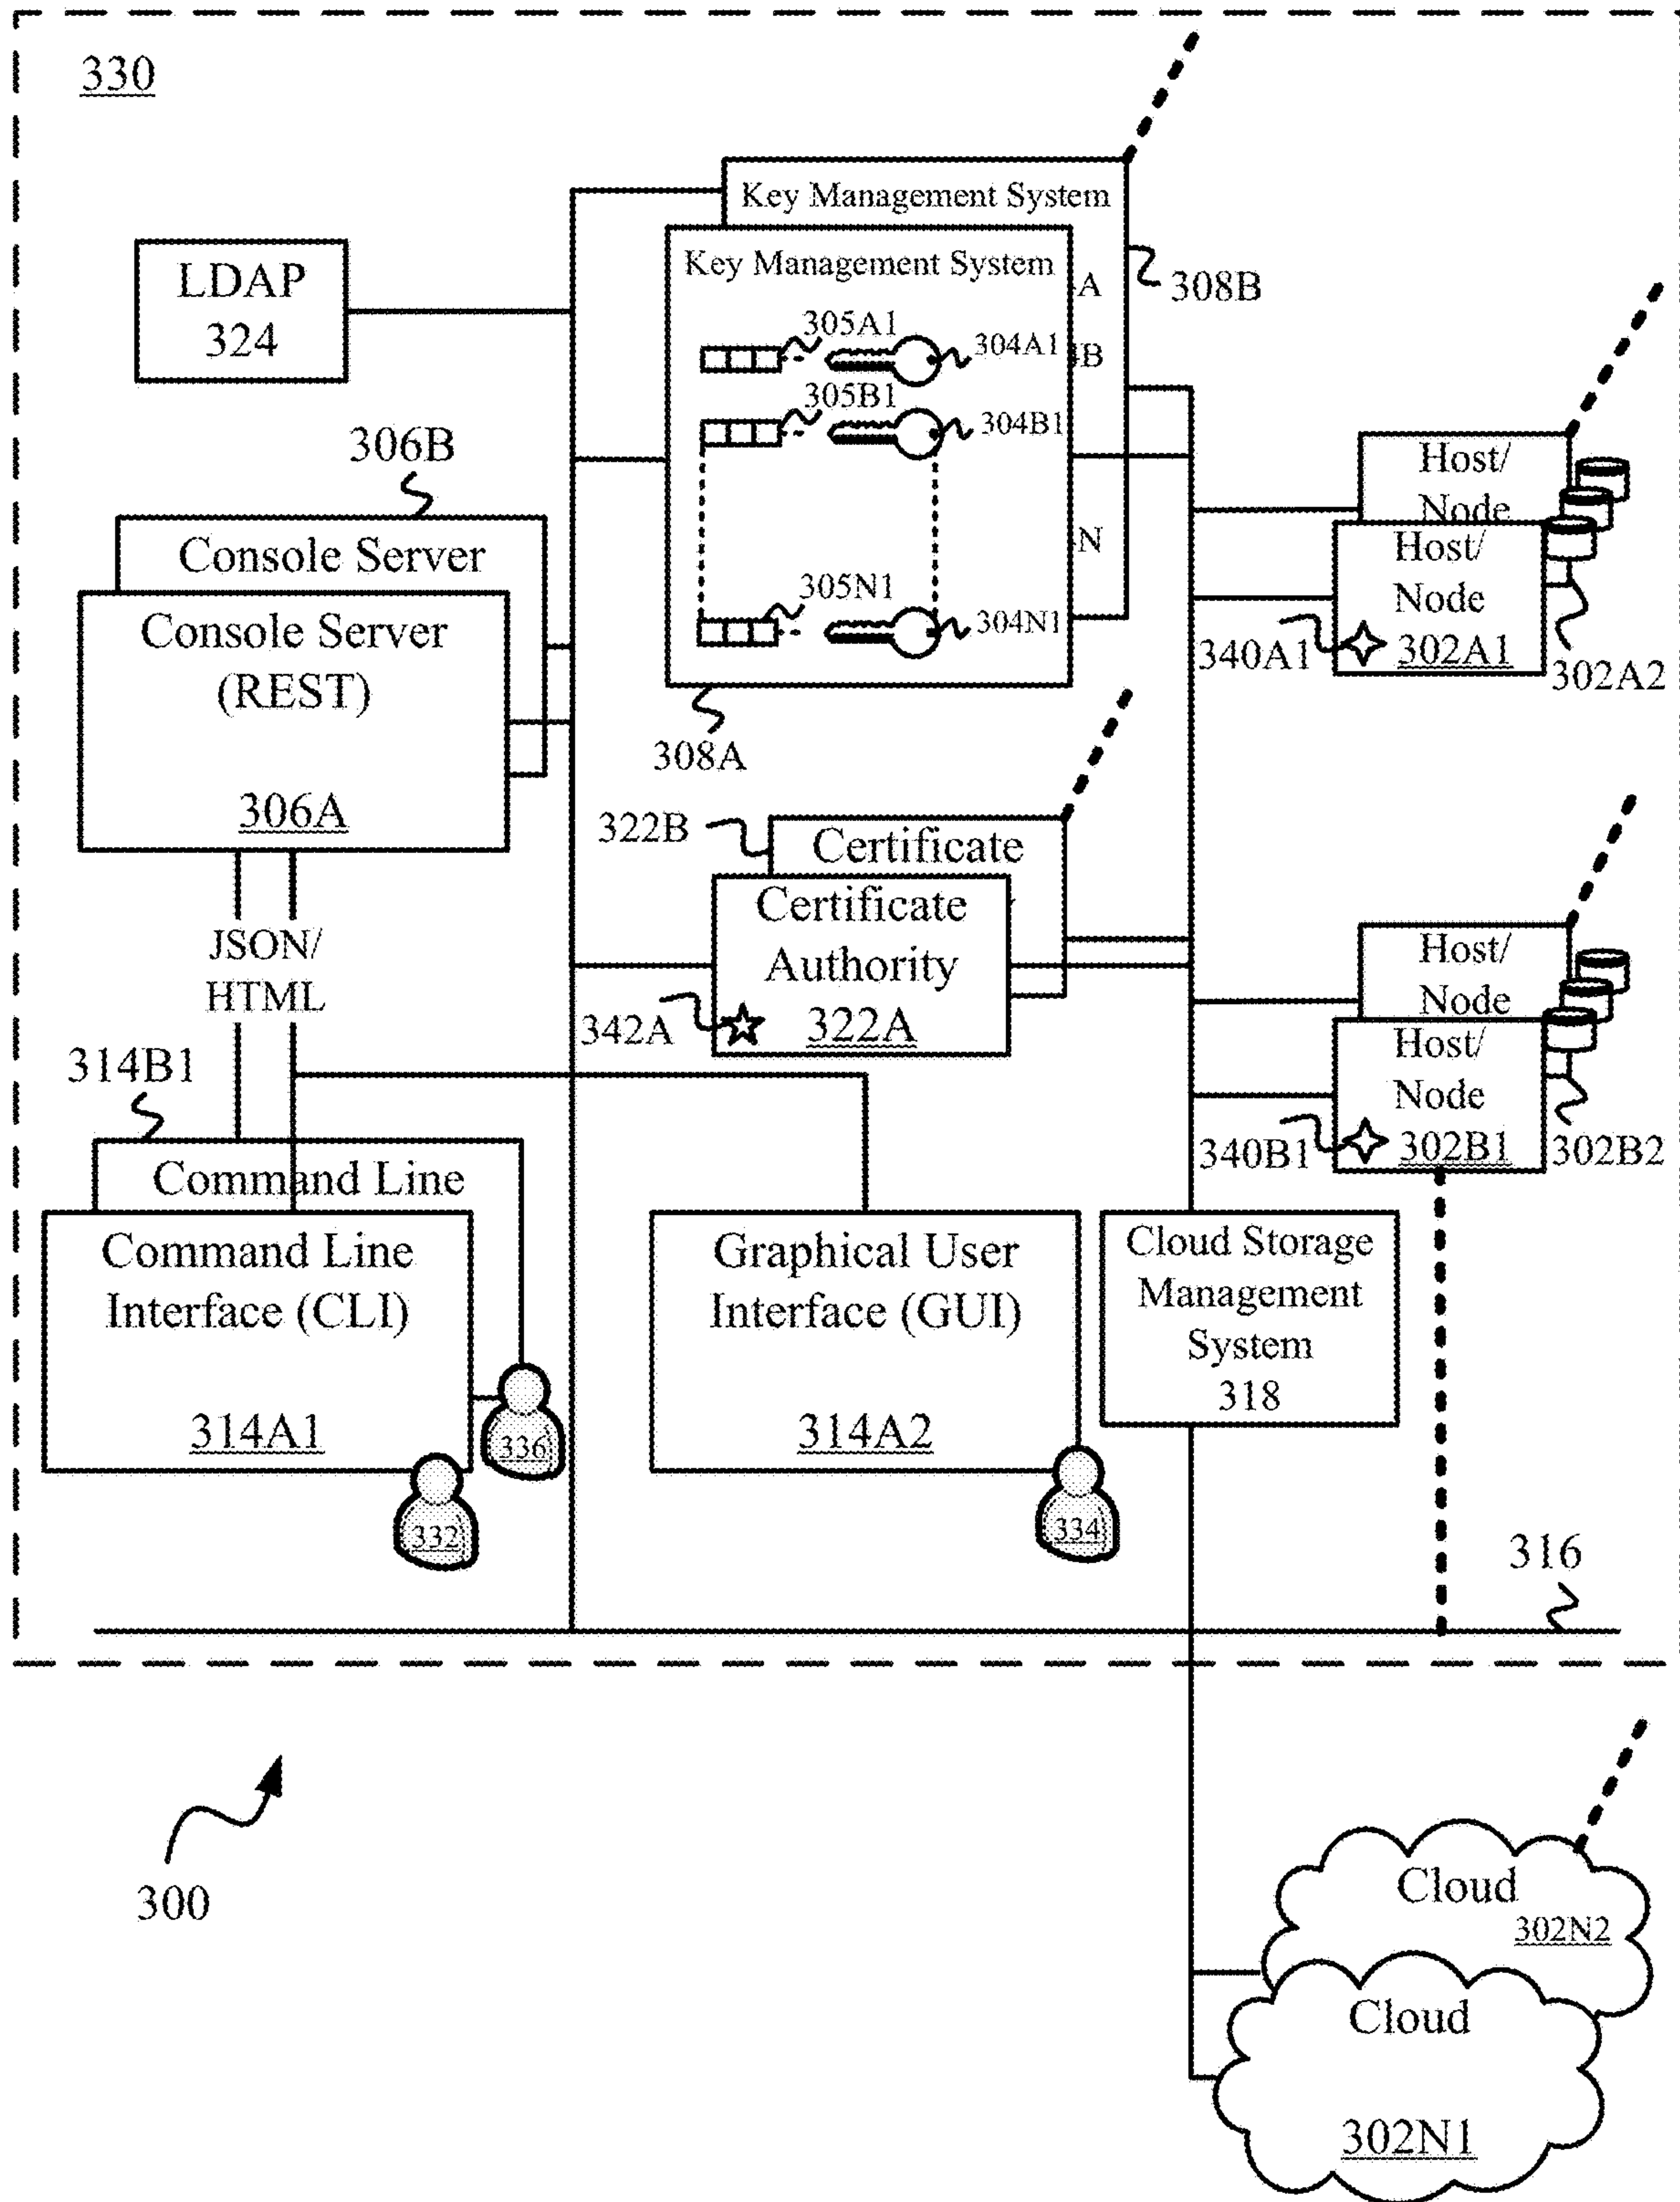 330
Key Management System
Key Management System
A
308B
LDAP
324
305A1
304A1
B
305B1
304B1
306B
Host/
Node
Console Server
N
Host/
Node
302A1
305N1
304N1
340A1
302A2
Console Server
(REST)
306A
308A
322B
Certificate
Certificate
Authority
322A
342A
JSON/
HTML
Host/
Node
Host/
Node
302B1
340B1
302B2
314B1
Command Line
Command Line
Interface (CLI)
314A1
Graphical User
Interface (GUI)
314A2
Cloud Storage
Management
System
318
336
332
334
316
300
Cloud
302N2
Cloud
302N1